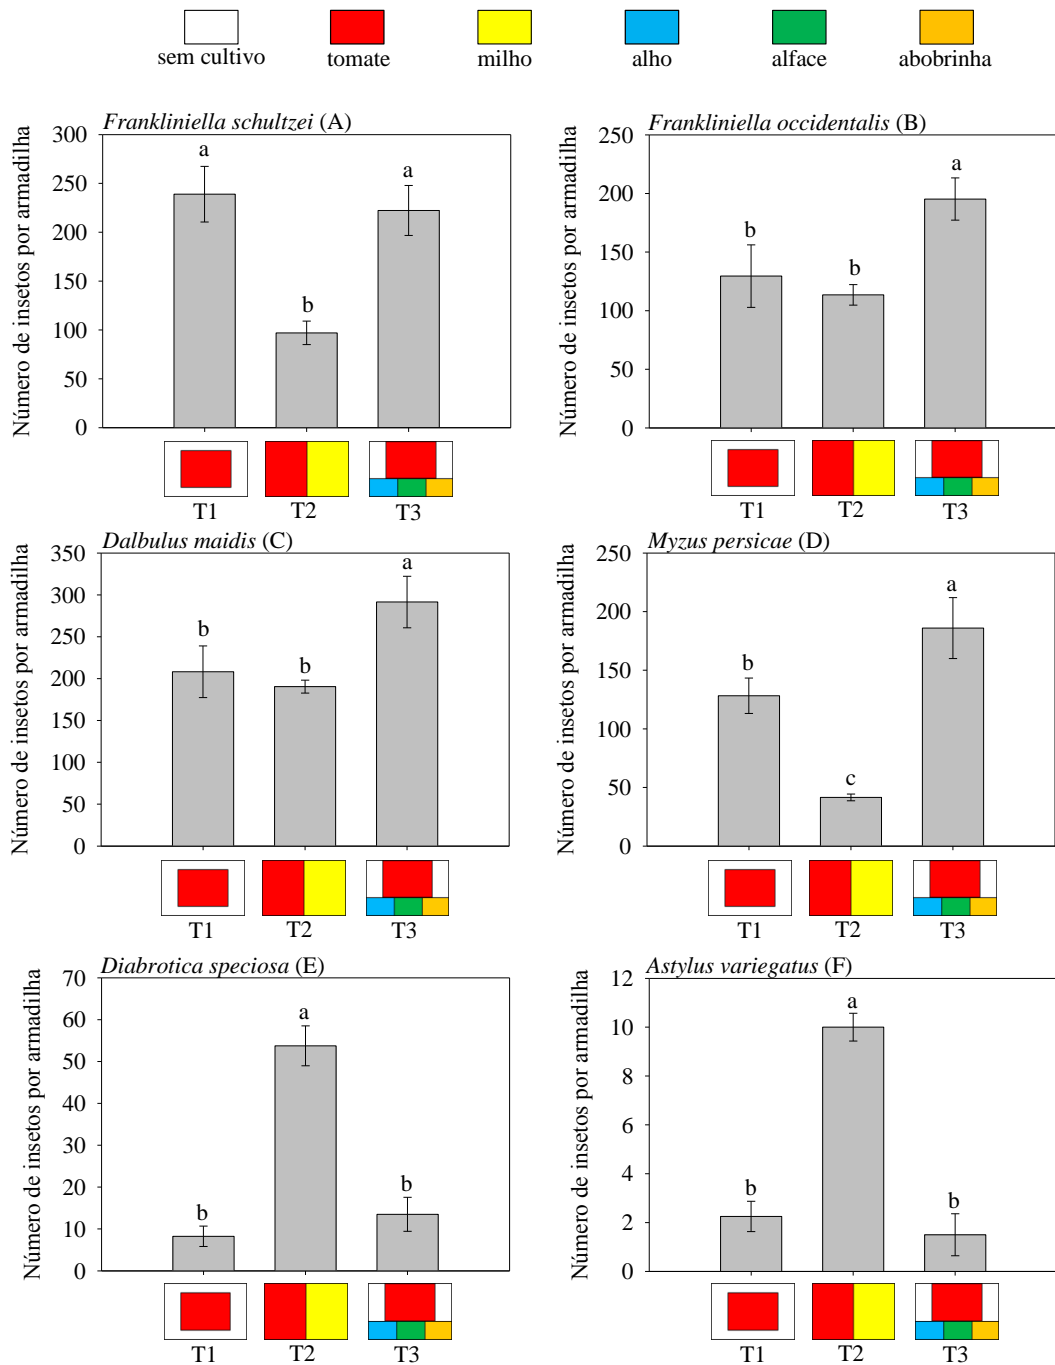 sem cultivo tomate milho alho alface abobrinha
Frankliniella schultzei (A)
Número de insetos por armadilha
300
250
200
150
100
50
0
a
b
a
T1 T2 T3
Frankliniella occidentalis (B)
Número de insetos por armadilha
250
200
150
100
50
0
b
b
a
T1 T2 T3
Dalbulus maidis (C)
Número de insetos por armadilha
350
300
250
200
150
100
50
0
b
b
a
T1 T2 T3
Myzus persicae (D)
Número de insetos por armadilha
250
200
150
100
50
0
b
c
a
T1 T2 T3
Diabrotica speciosa (E)
Número de insetos por armadilha
70
60
50
40
30
20
10
0
b
a
b
T1 T2 T3
Astylus variegatus (F)
Número de insetos por armadilha
12
10
8
6
4
2
0
b
a
b
T1 T2 T3